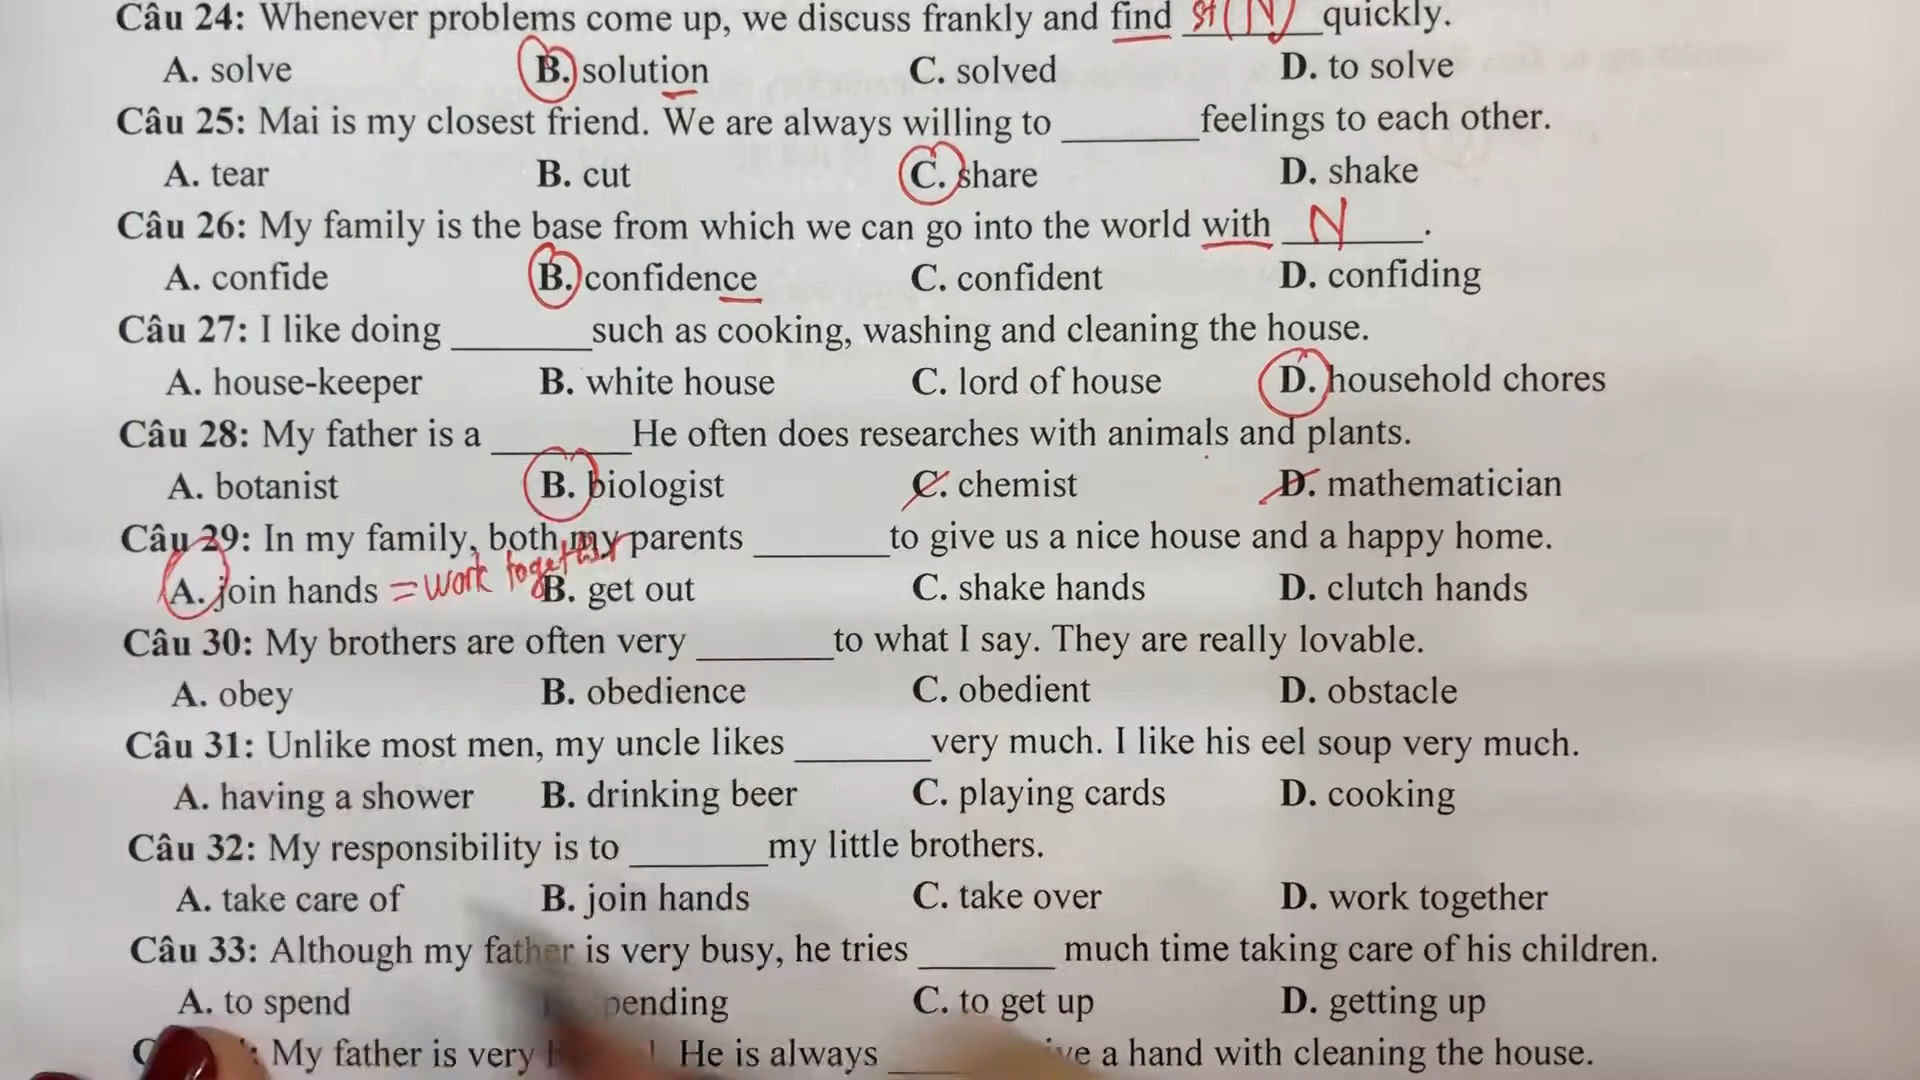 Câu 24: Whenever problems come up, we discuss frankly and find st (N) quickly.
A. solve B. solution C. solved D. to solve
Câu 25: Mai is my closest friend. We are always willing to _______ feelings to each other.
A. tear B. cut C. share D. shake
Câu 26: My family is the base from which we can go into the world with N.
A. confide B. confidence C. confident D. confiding
Câu 27: I like doing _______ such as cooking, washing and cleaning the house.
A. house-keeper B. white house C. lord of house D. household chores
Câu 28: My father is a _______ He often does researches with animals and plants.
A. botanist B. biologist C. chemist D. mathematician
Câu 29: In my family, both my parents _______ to give us a nice house and a happy home.
A. join hands = work together B. get out C. shake hands D. clutch hands
Câu 30: My brothers are often very _______ to what I say. They are really lovable.
A. obey B. obedience C. obedient D. obstacle
Câu 31: Unlike most men, my uncle likes _______ very much. I like his eel soup very much.
A. having a shower B. drinking beer C. playing cards D. cooking
Câu 32: My responsibility is to _______ my little brothers.
A. take care of B. join hands C. take over D. work together
Câu 33: Although my father is very busy, he tries _______ much time taking care of his children.
A. to spend pending C. to get up D. getting up
My father is very He is always _____ a hand with cleaning the house.